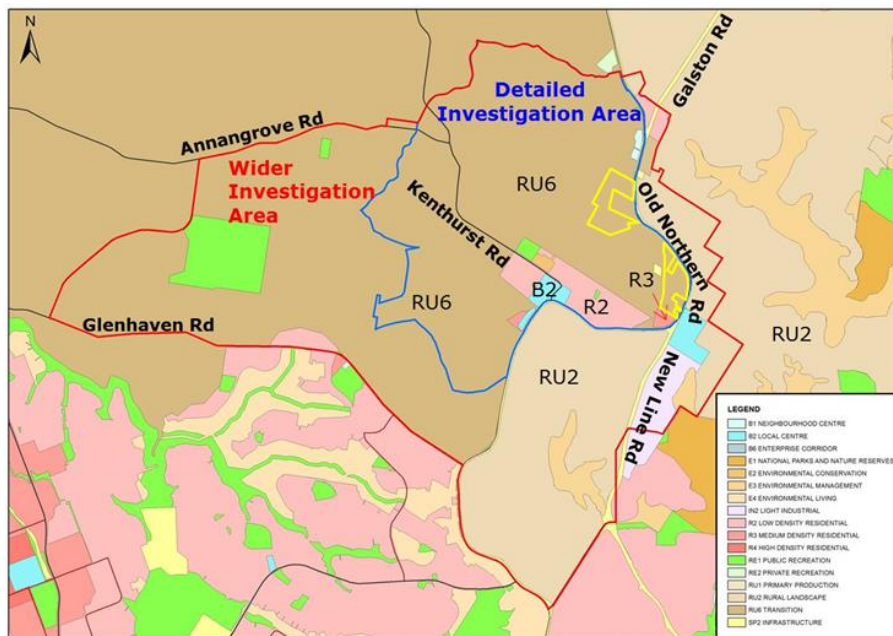 N
Galston Rd
Detailed
Investigation Area
Annangrove Rd
Wider
Investigation
Area
RU6
Kenthurst Rd
Old Northern Rd
R3
B2
R2
RU6
Glenhaven Rd
RU2
RU2
New Line Rd
LEGEND
B1 NEIGHBOURHOOD CENTRE
B2 LOCAL CENTRE
B6 ENTERPRISE CORRIDOR
E1 NATIONAL PARKS AND NATURE RESERVES
E2 ENVIRONMENTAL CONSERVATION
E3 ENVIRONMENTAL MANAGEMENT
E4 ENVIRONMENTAL LIVING
IN2 LIGHT INDUSTRIAL
R2 LOW DENSITY RESIDENTIAL
R3 MEDIUM DENSITY RESIDENTIAL
R4 HIGH DENSITY RESIDENTIAL
RE1 PUBLIC RECREATION
RE2 PRIVATE RECREATION
RU1 PRIMARY PRODUCTION
RU2 RURAL LANDSCAPE
RU6 TRANSITION
SP2 INFRASTRUCTURE